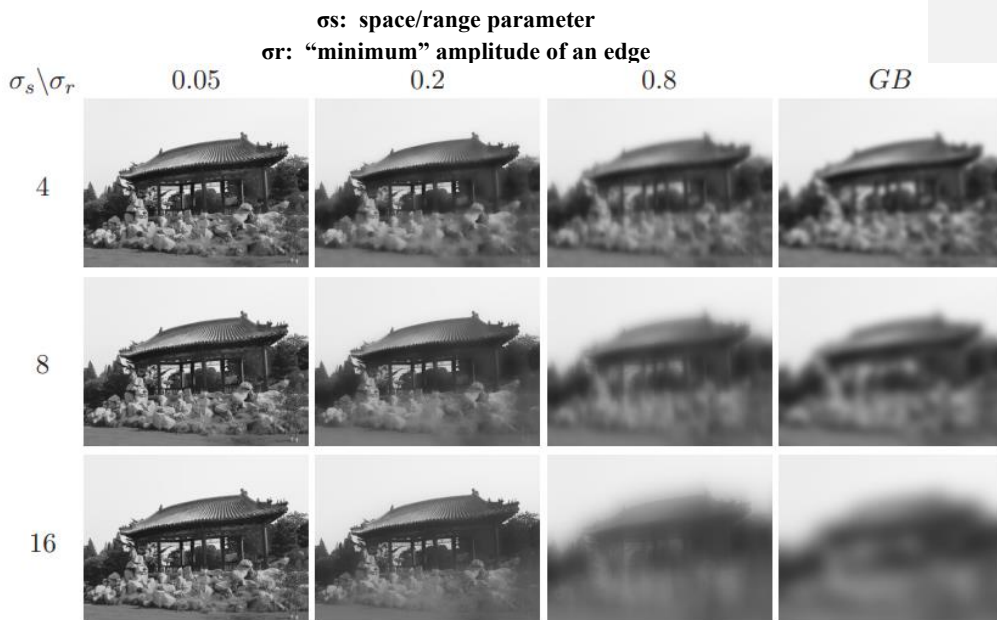 σs: space/range parameter
σr: “minimum” amplitude of an edge
σₛ\σᵣ 0.05 0.2 0.8 GB
4
8
16